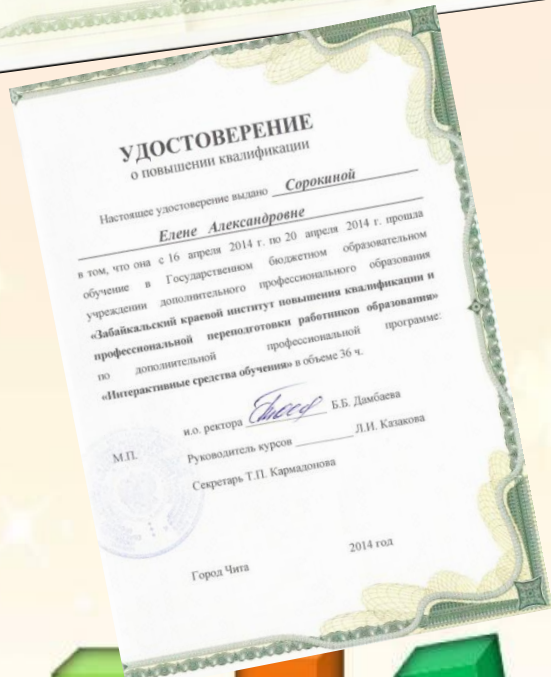 УДОСТОВЕРЕНИЕ
о повышении квалификации
Настоящее удостоверение выдано Сорокиной
Елене Александровне
в том, что она с 16 апреля 2014 г. по 20 апреля 2014 г. прошла
обучение в Государственном бюджетном образовательном
учреждении дополнительного профессионального образования
«Забайкальский краевой институт повышения квалификации и
профессиональной переподготовки работников образования»
по дополнительной профессиональной программе:
«Интерактивные средства обучения» в объеме 36 ч.
и.о. ректора Б.Б. Дамбаева
М.П. Руководитель курсов Л.И. Казакова
Секретарь Т.П. Кармадонова
Город Чита 2014 год